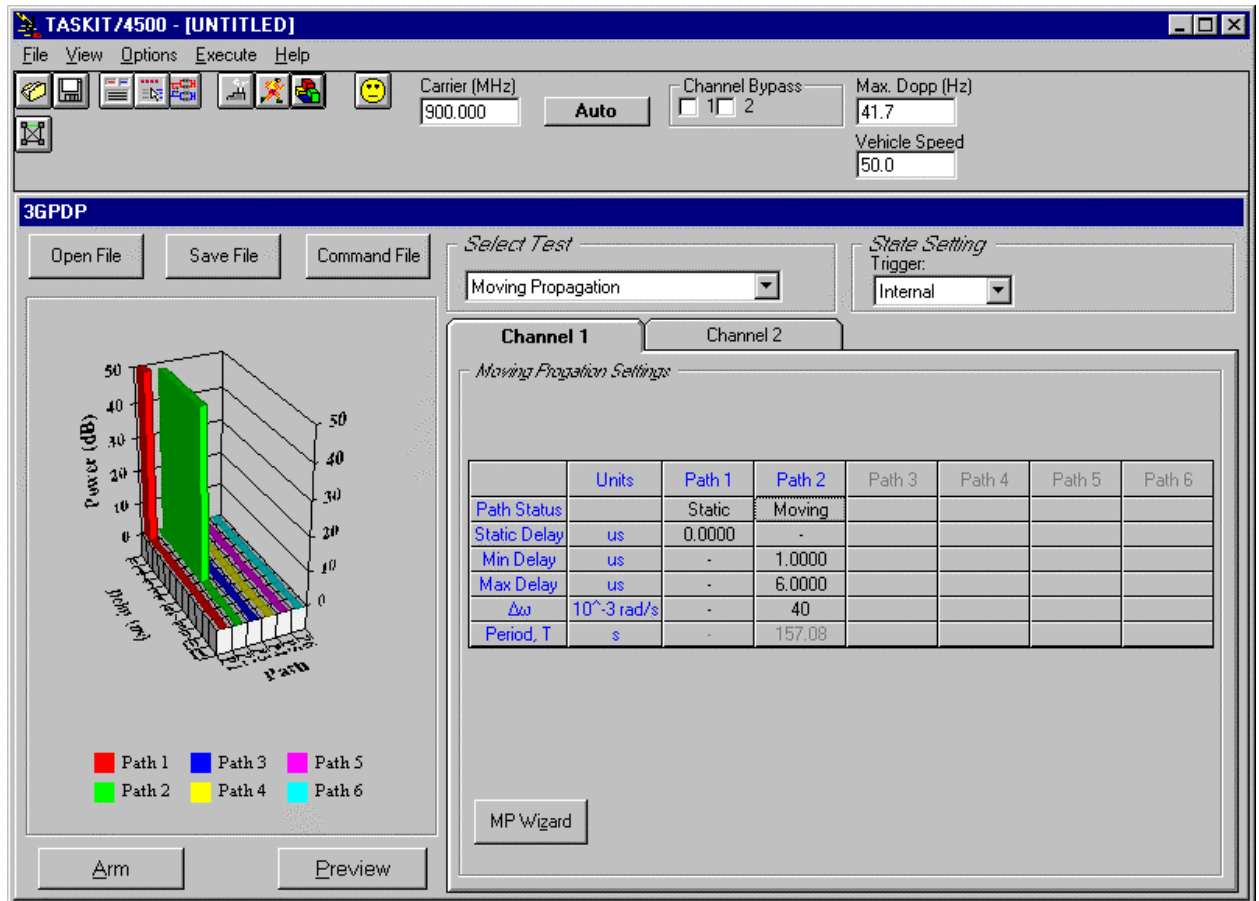 TASKIT/4500 - [UNTITLED]
File View Options Execute Help
Carrier (MHz)
900.000
Auto
Channel Bypass
1 2
Max. Dopp (Hz)
41.7
Vehicle Speed
50.0
3GPDP
Open File Save File Command File
Select Test
Moving Propagation
State Setting
Trigger:
Internal
50
40
30
20
10
0
Power (dB)
50
40
30
20
10
0
Path
Path 1 Path 3 Path 5
Path 2 Path 4 Path 6
Arm Preview
Channel 1 Channel 2
Moving Progation Settings
Units Path 1 Path 2 Path 3 Path 4 Path 5 Path 6
Path Status Static Moving
Static Delay us 0.0000 -
Min Delay us - 1.0000
Max Delay us - 6.0000
Δω 10^-3 rad/s - 40
Period, T s - 157.08
MP Wizard